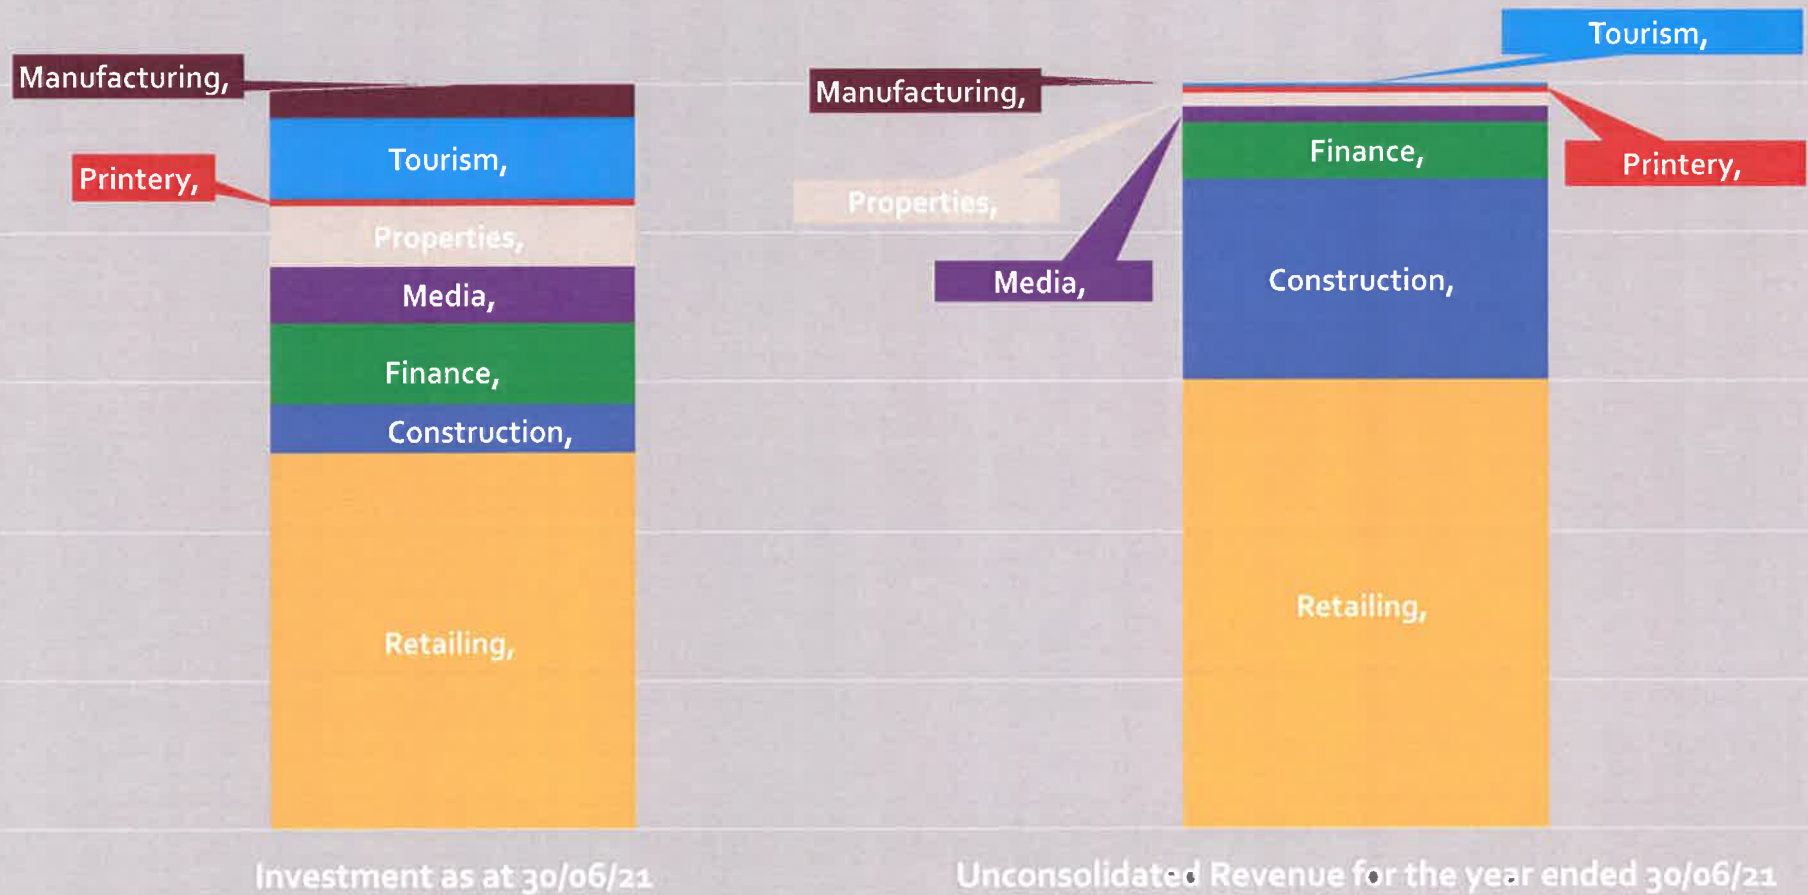 Manufacturing,
Tourism,
Printery,
Properties,
Media,
Finance,
Construction,
Retailing,
Investment as at 30/06/21
Tourism,
Manufacturing,
Printery,
Properties,
Media,
Finance,
Construction,
Retailing,
Unconsolidated Revenue for the year ended 30/06/21